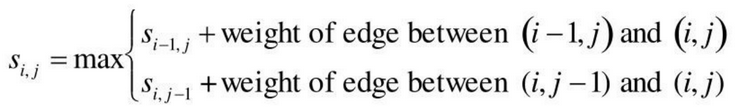 s_{i,j} = max{ s_{i-1,j} + weight of edge between (i-1,j) and (i,j)
s_{i,j-1} + weight of edge between (i,j-1) and (i,j)